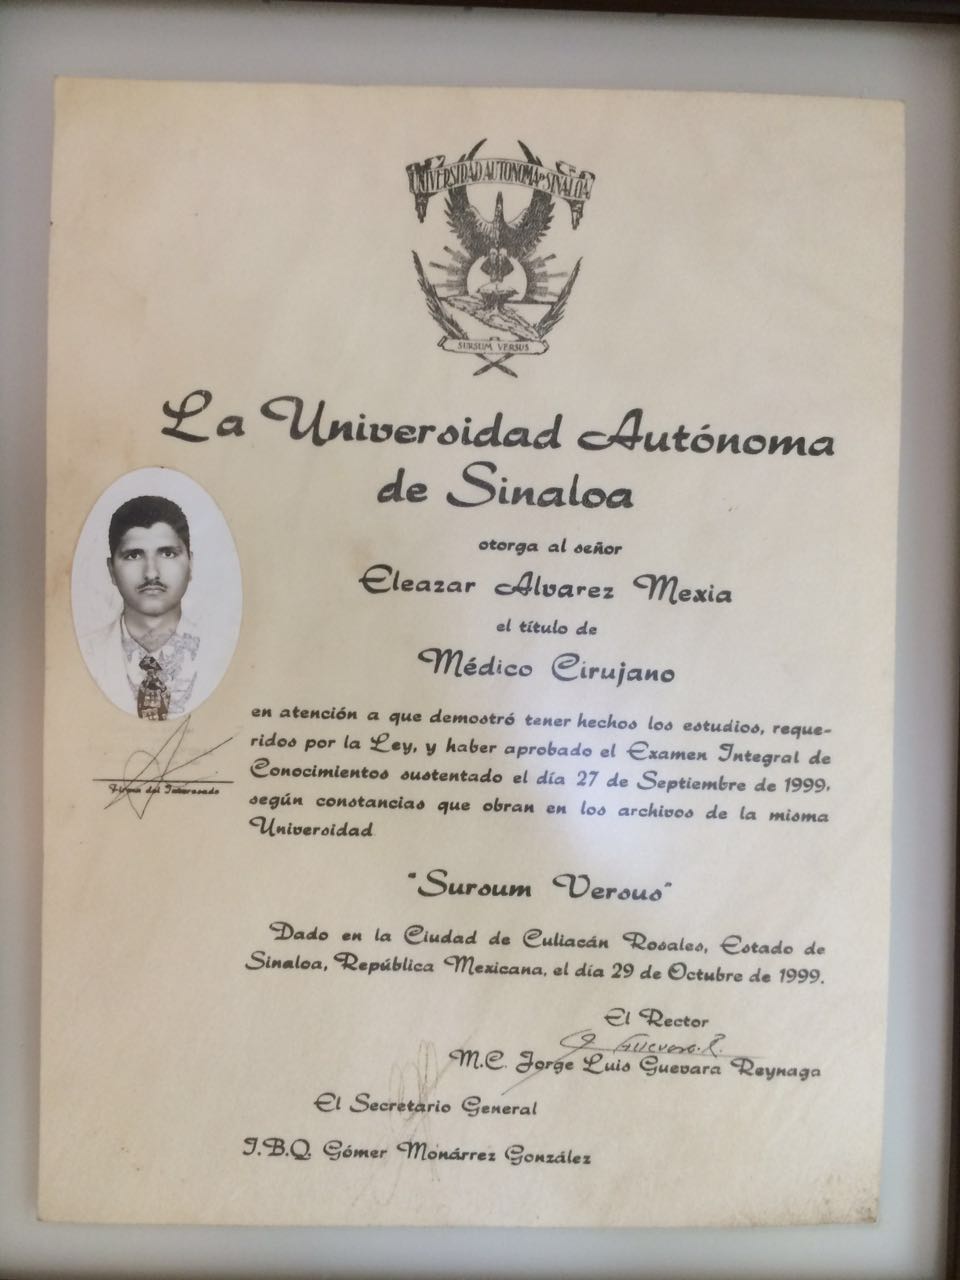 UNIVERSIDAD AUTONOMA DE SINALOA
SURSUM VERSUS
La Universidad Autónoma
de Sinaloa
otorga al señor
Eleazar Alvarez Mexia
el título de
Médico Cirujano
en atención a que demostró tener hechos los estudios, reque-
ridos por la Ley, y haber aprobado el Examen Integral de
Conocimientos sustentado el día 27 de Septiembre de 1999,
según constancias que obran en los archivos de la misma
Universidad
Firma del Interesado
"Sursum Versus"
Dado en la Ciudad de Culiacán Rosales, Estado de
Sinaloa, República Mexicana, el día 29 de Octubre de 1999.
El Rector
Guevara R.
M.C. Jorge Luis Guevara Reynaga
El Secretario General
I.B.Q. Gómer Monárrez González